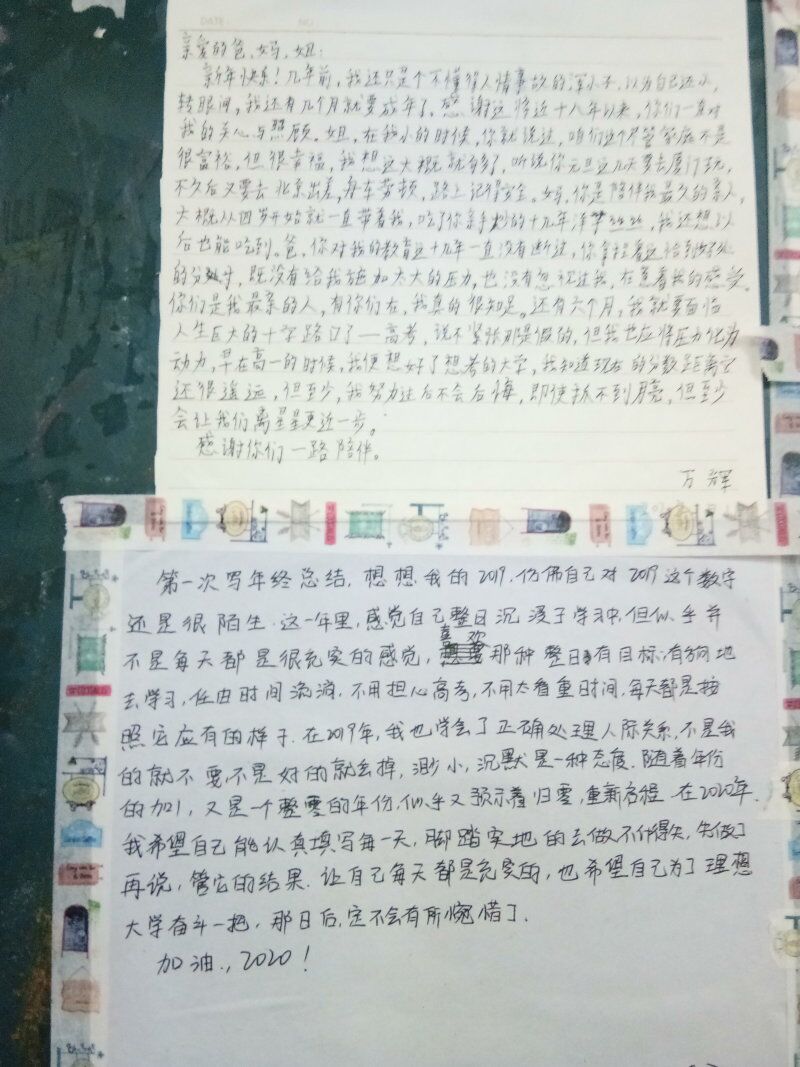 DATE: NO:
亲爱的爸、妈、姐:
新年快乐!几年前,我还只是个不懂得人情事故的浑小子,以为自己还小,
转眼间,我还有几个月就要成年了。感谢这将近十八年以来,你们一直对
我的关心与照顾。姐,在我小的时候,你就说过,咱们这个尽管家庭不是
很富裕,但很幸福,我想这大概就够了,听说你元旦这几天要去厦门玩,
不久后又要去北京出差,舟车劳顿,路上记得安全。妈,你是陪伴我最久的亲人,
大概从四岁开始就一直带着我,吃了你亲手炒的十九年洋芋丝丝,我还想以
后也能吃到。爸,你对我的教育这十九年一直没有断过,你拿捏着这恰到好处
的分寸,既没有给我施加太大的压力,也没有忽视过我,在意着我的感受。
你们是我最亲的人,有你们在,我真的很知足。还有六个月,我就要面临
人生巨大的十字路口了——高考,说不紧张那是假的,但我也应将压力化为
动力,早在高一的时候,我便想好了想考的大学,我知道现在的分数距离它
还很遥远,但至少,我努力过后不会后悔,即使抓不到月亮,但至少
会让我们离星星更近一步。
感谢你们一路陪伴。
万辉
第一次写年终总结,想想我的2019,仿佛自己对2019这个数字
还是很陌生.这一年里,感觉自己整日沉浸于学习中,但似乎并
不是每天都是很充实的感觉,喜欢那种整日有目标,有方向地
去学习,任由时间流淌,不用担心高考,不用太看重时间,每天都是按
照它应有的样子.在2019年,我也学会了正确处理人际关系,不是我
的就不要,不是好的就丢掉,渺小,沉默是一种态度.随着年份
的加1,又是一个整零的年份,似乎又预示着归零,重新启程.在2020年.
我希望自己能认真填写每一天,脚踏实地的去做,不计得失,先做了
再说,管它的结果.让自己每天都是充实的,也希望自己为了理想
大学奋斗一把,那日后,定不会有所惋惜了.
加油.,2020!